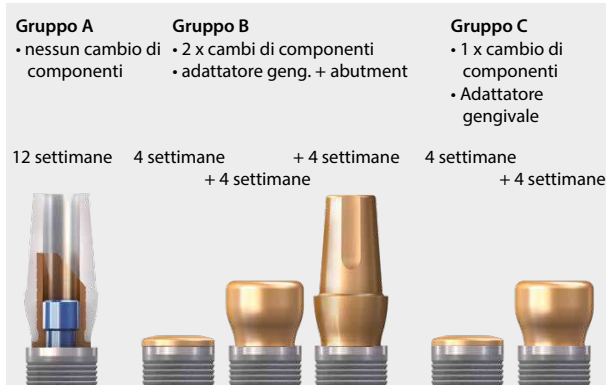 Gruppo A
• nessun cambio di
componenti
Gruppo B
• 2 x cambi di componenti
• adattatore geng. + abutment
Gruppo C
• 1 x cambio di
componenti
• Adattatore
gengivale
12 settimane
4 settimane
+ 4 settimane
+ 4 settimane
4 settimane
+ 4 settimane